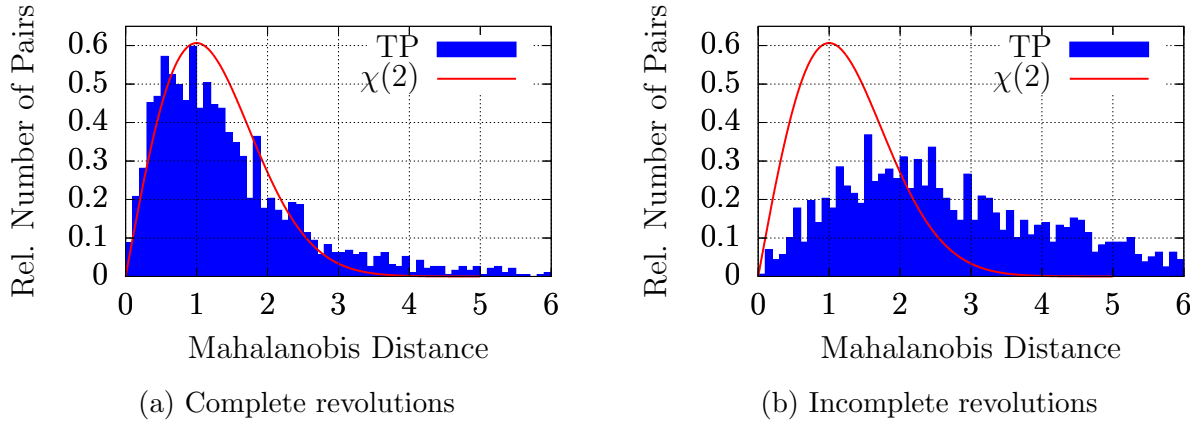 Rel. Number of Pairs
0.6
0.5
0.4
0.3
0.2
0.1
0
TP
χ(2)
0 1 2 3 4 5 6
Mahalanobis Distance
(a) Complete revolutions
Rel. Number of Pairs
0.6
0.5
0.4
0.3
0.2
0.1
0
TP
χ(2)
0 1 2 3 4 5 6
Mahalanobis Distance
(b) Incomplete revolutions